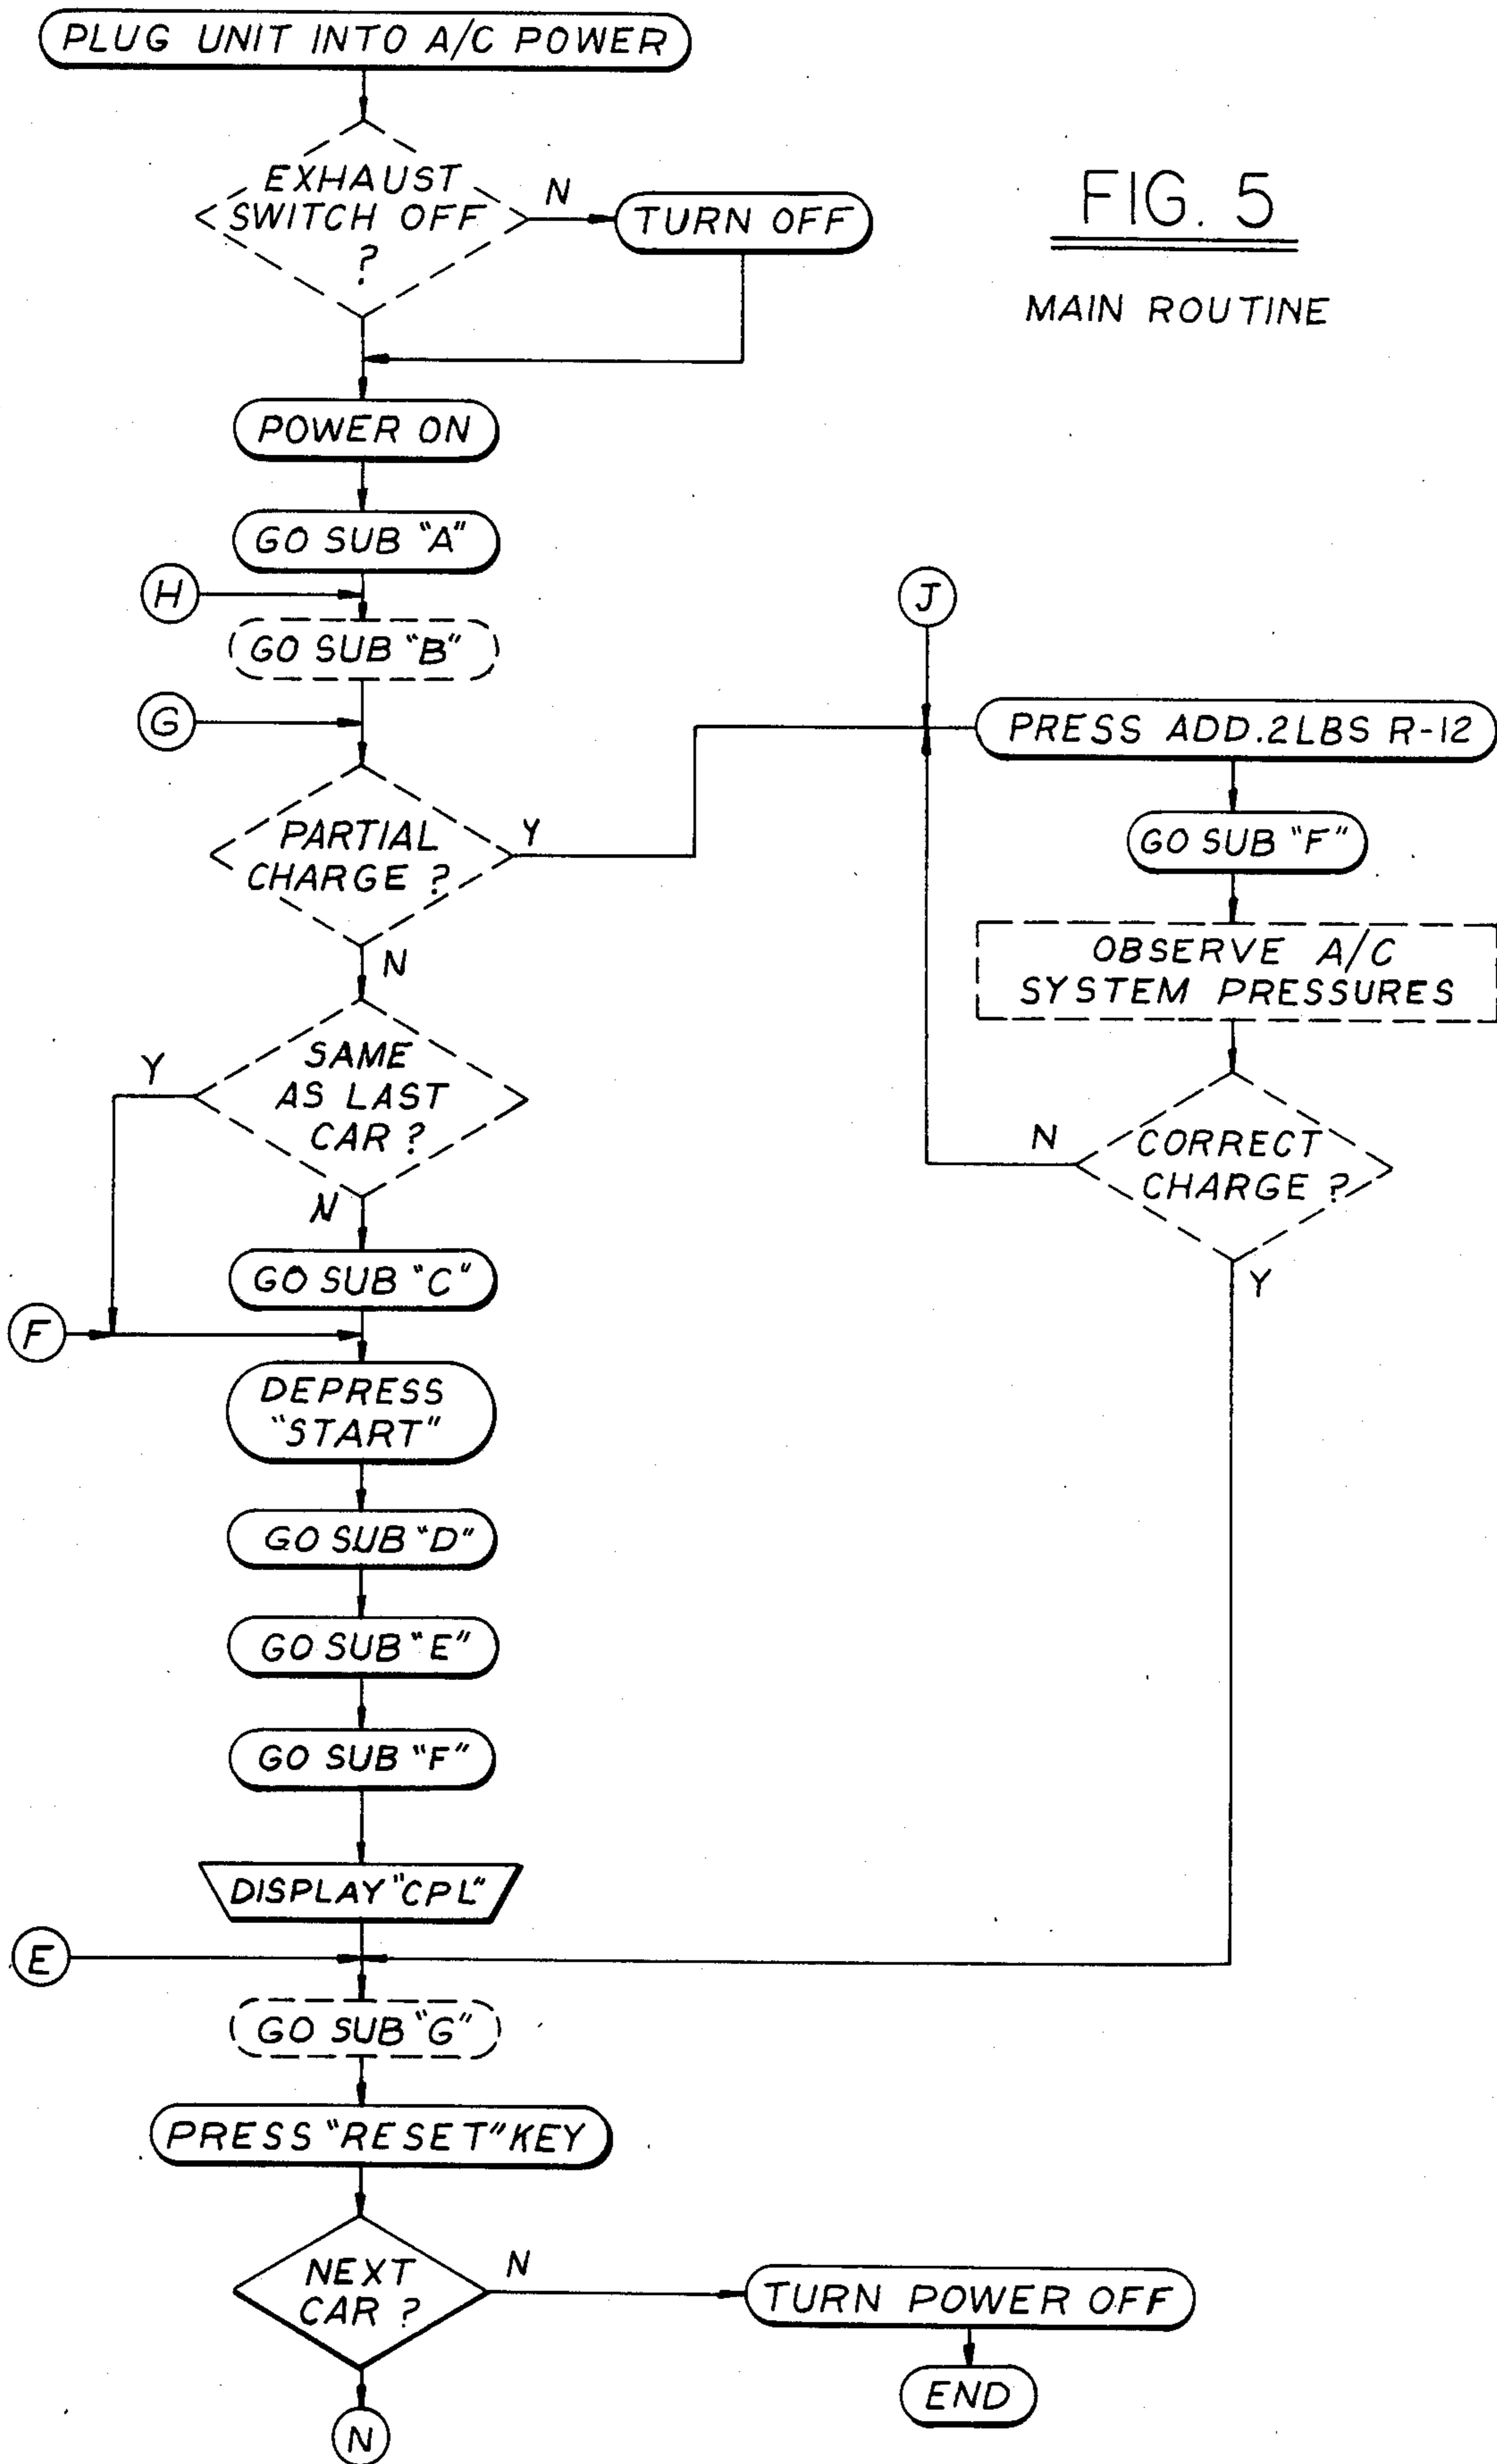 PLUG UNIT INTO A/C POWER
EXHAUST
SWITCH OFF
?
N
TURN OFF
FIG. 5
MAIN ROUTINE
POWER ON
GO SUB "A"
H
GO SUB "B"
G
J
PARTIAL
CHARGE ?
Y
N
PRESS ADD.2LBS R-12
GO SUB "F"
OBSERVE A/C
SYSTEM PRESSURES
CORRECT
CHARGE ?
N
Y
SAME
AS LAST
CAR ?
Y
N
GO SUB "C"
F
DEPRESS
"START"
GO SUB "D"
GO SUB "E"
GO SUB "F"
DISPLAY "CPL"
E
GO SUB "G"
PRESS "RESET" KEY
NEXT
CAR ?
N
TURN POWER OFF
END
N